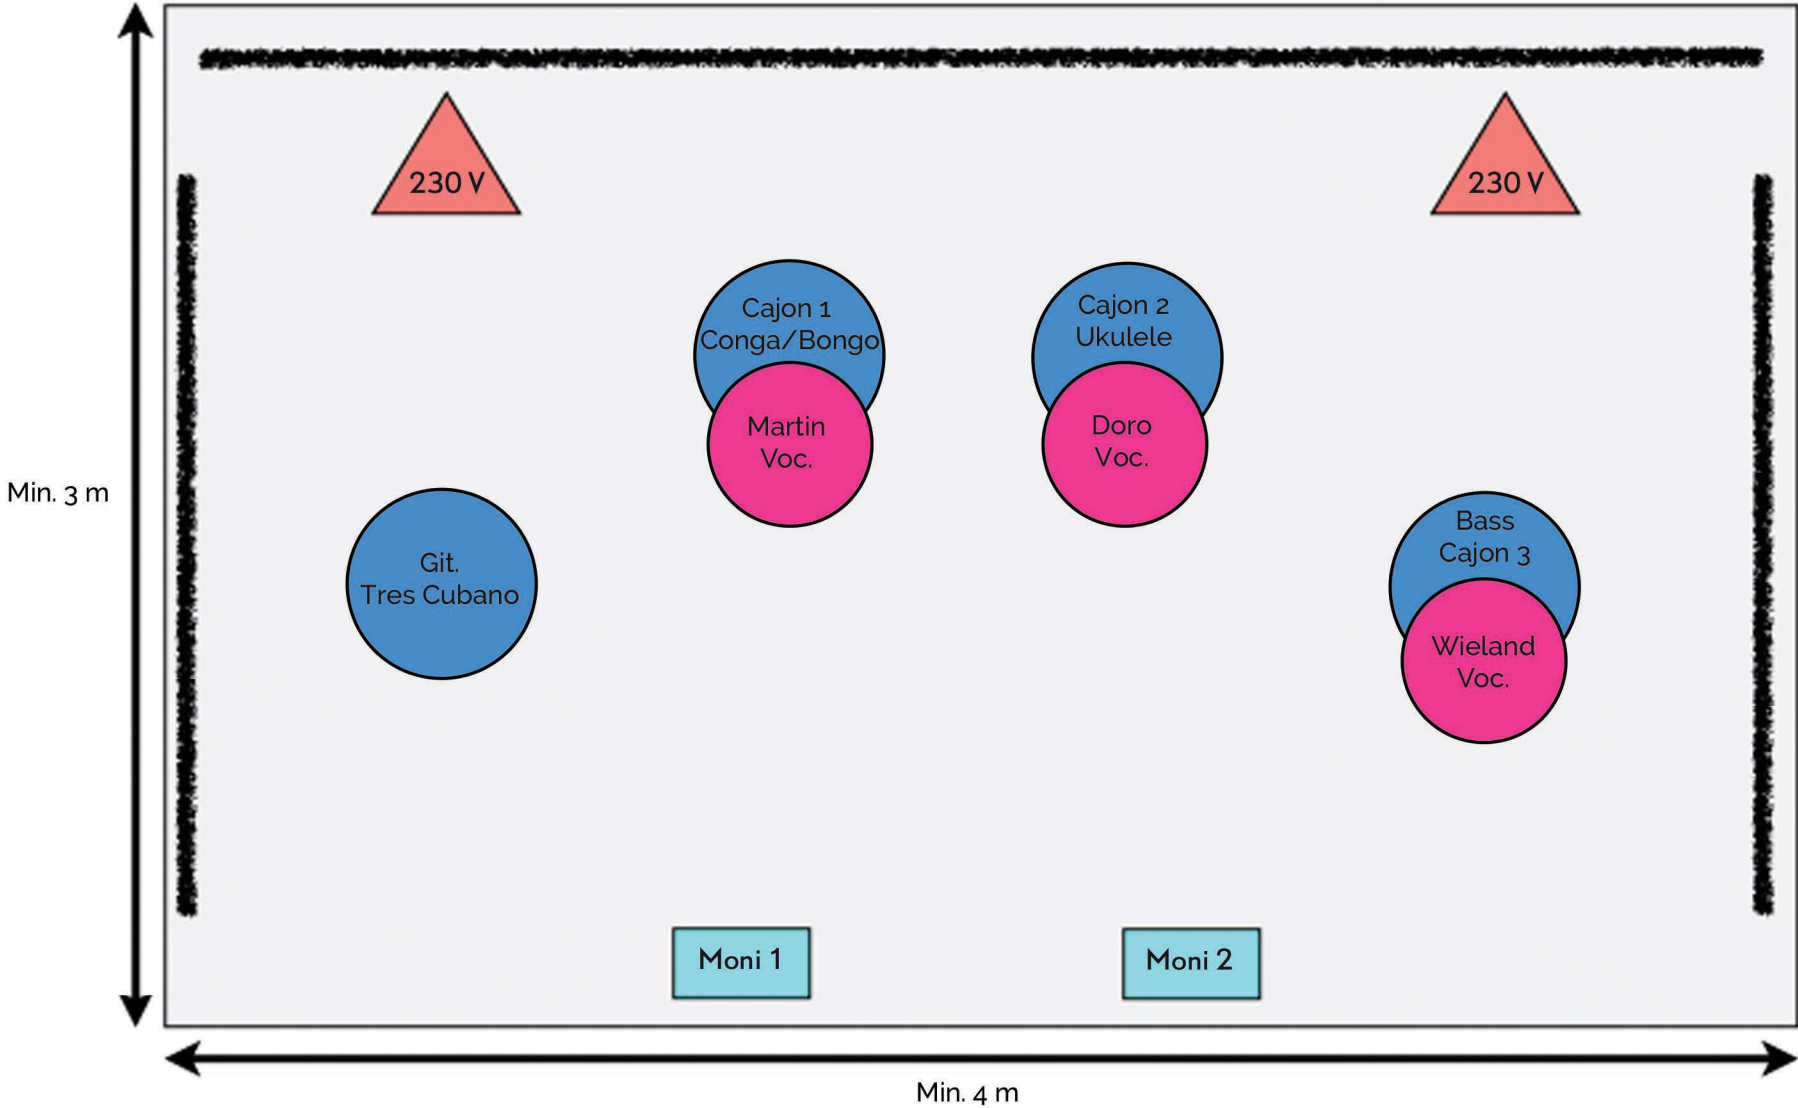 230 V
230 V
Cajon 1
Conga/Bongo
Martin
Voc.
Cajon 2
Ukulele
Doro
Voc.
Min. 3 m
Git.
Tres Cubano
Bass
Cajon 3
Wieland
Voc.
Moni 1
Moni 2
Min. 4 m